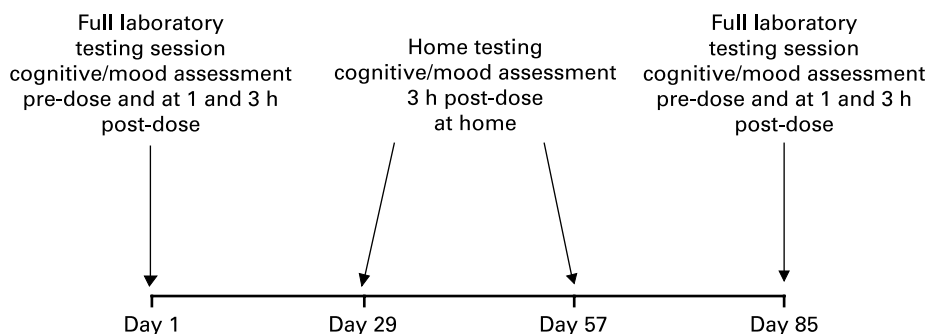 Full laboratory
testing session
cognitive/mood assessment
pre-dose and at 1 and 3 h
post-dose
Home testing
cognitive/mood assessment
3 h post-dose
at home
Full laboratory
testing session
cognitive/mood assessment
pre-dose and at 1 and 3 h
post-dose
Day 1
Day 29
Day 57
Day 85